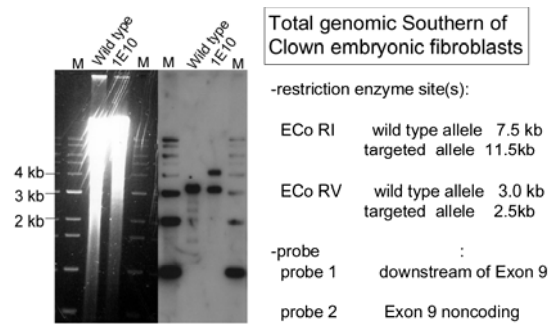 M Wild type 1E10 M M Wild type 1E10 M
4 kb
3 kb
2 kb
Total genomic Southern of
Clown embryonic fibroblasts
-restriction enzyme site(s):
ECo RI wild type allele 7.5 kb
targeted allele 11.5kb
ECo RV wild type allele 3.0 kb
targeted allele 2.5kb
-probe :
probe 1 downstream of Exon 9
probe 2 Exon 9 noncoding